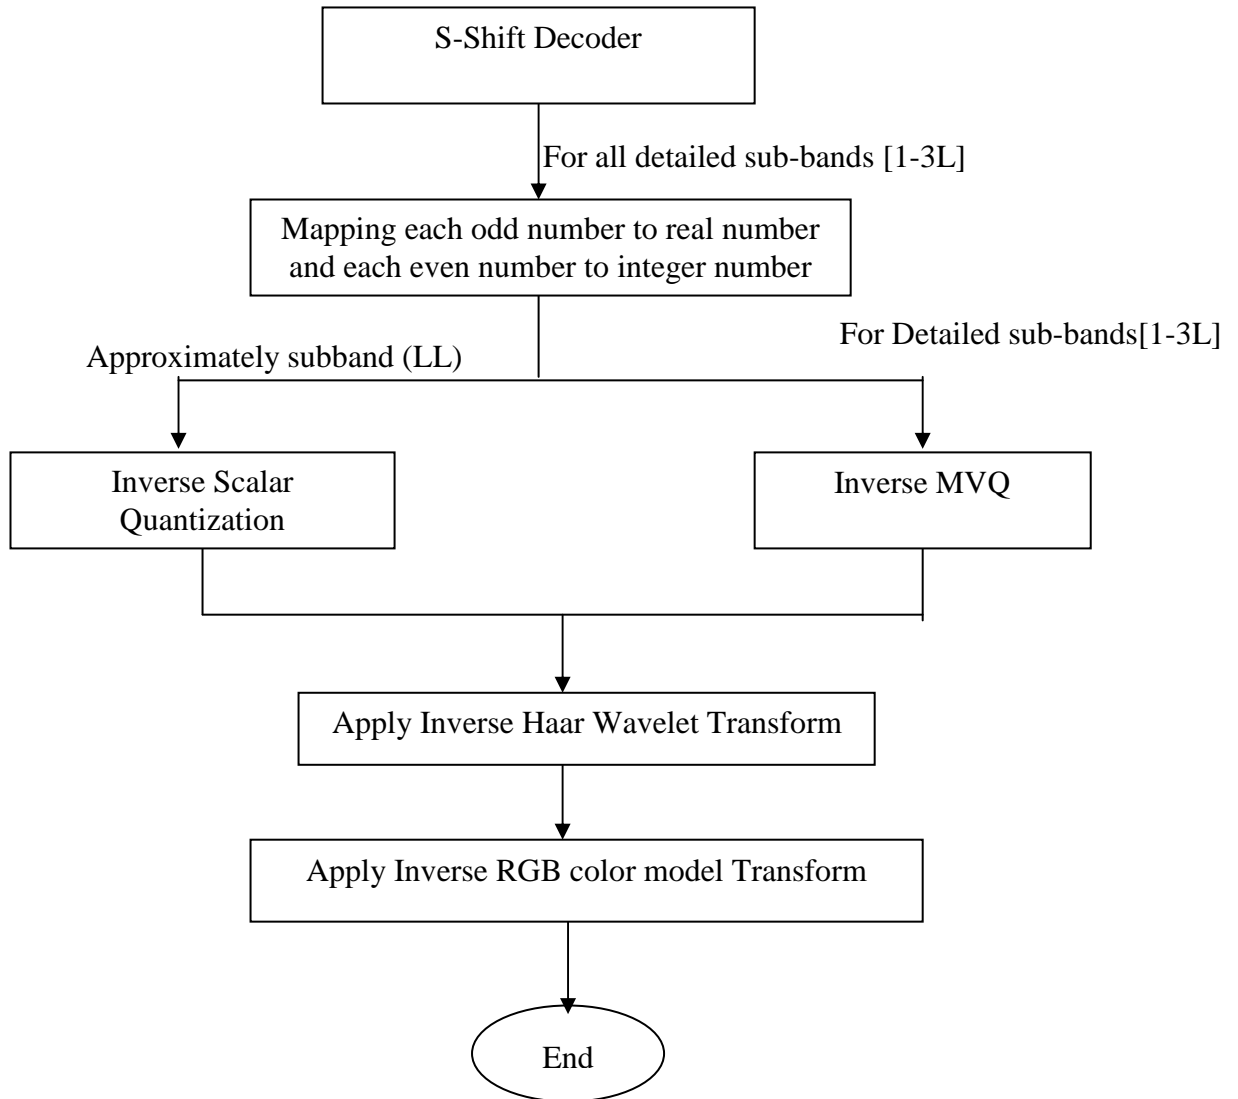 S-Shift Decoder
For all detailed sub-bands [1-3L]
Mapping each odd number to real number
and each even number to integer number
For Detailed sub-bands[1-3L]
Approximately subband (LL)
Inverse Scalar
Quantization
Inverse MVQ
Apply Inverse Haar Wavelet Transform
Apply Inverse RGB color model Transform
End